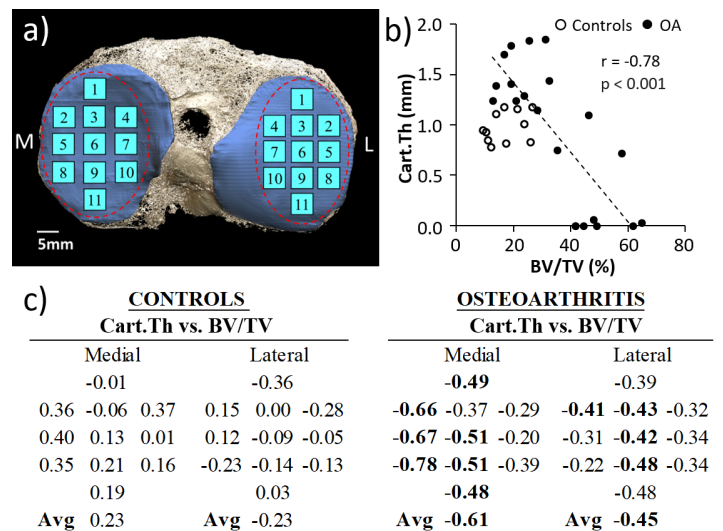 a)
1 1
2 3 4 4 3 2
M 5 6 7 7 6 5 L
8 9 10 10 9 8
11 11
5mm
b)
Controls OA
r = -0.78
p < 0.001
Cart.Th (mm)
2.0
1.5
1.0
0.5
0.0
0 20 40 60 80
BV/TV (%)
c)
CONTROLS
Cart.Th vs. BV/TV
Medial Lateral
-0.01 -0.36
0.36 -0.06 0.37 0.15 0.00 -0.28
0.40 0.13 0.01 0.12 -0.09 -0.05
0.35 0.21 0.16 -0.23 -0.14 -0.13
0.19 0.03
Avg 0.23 Avg -0.23
OSTEOARTHRITIS
Cart.Th vs. BV/TV
Medial Lateral
-0.49 -0.39
-0.66 -0.37 -0.29 -0.41 -0.43 -0.32
-0.67 -0.51 -0.20 -0.31 -0.42 -0.34
-0.78 -0.51 -0.39 -0.22 -0.48 -0.34
-0.48 -0.48
Avg -0.61 Avg -0.45